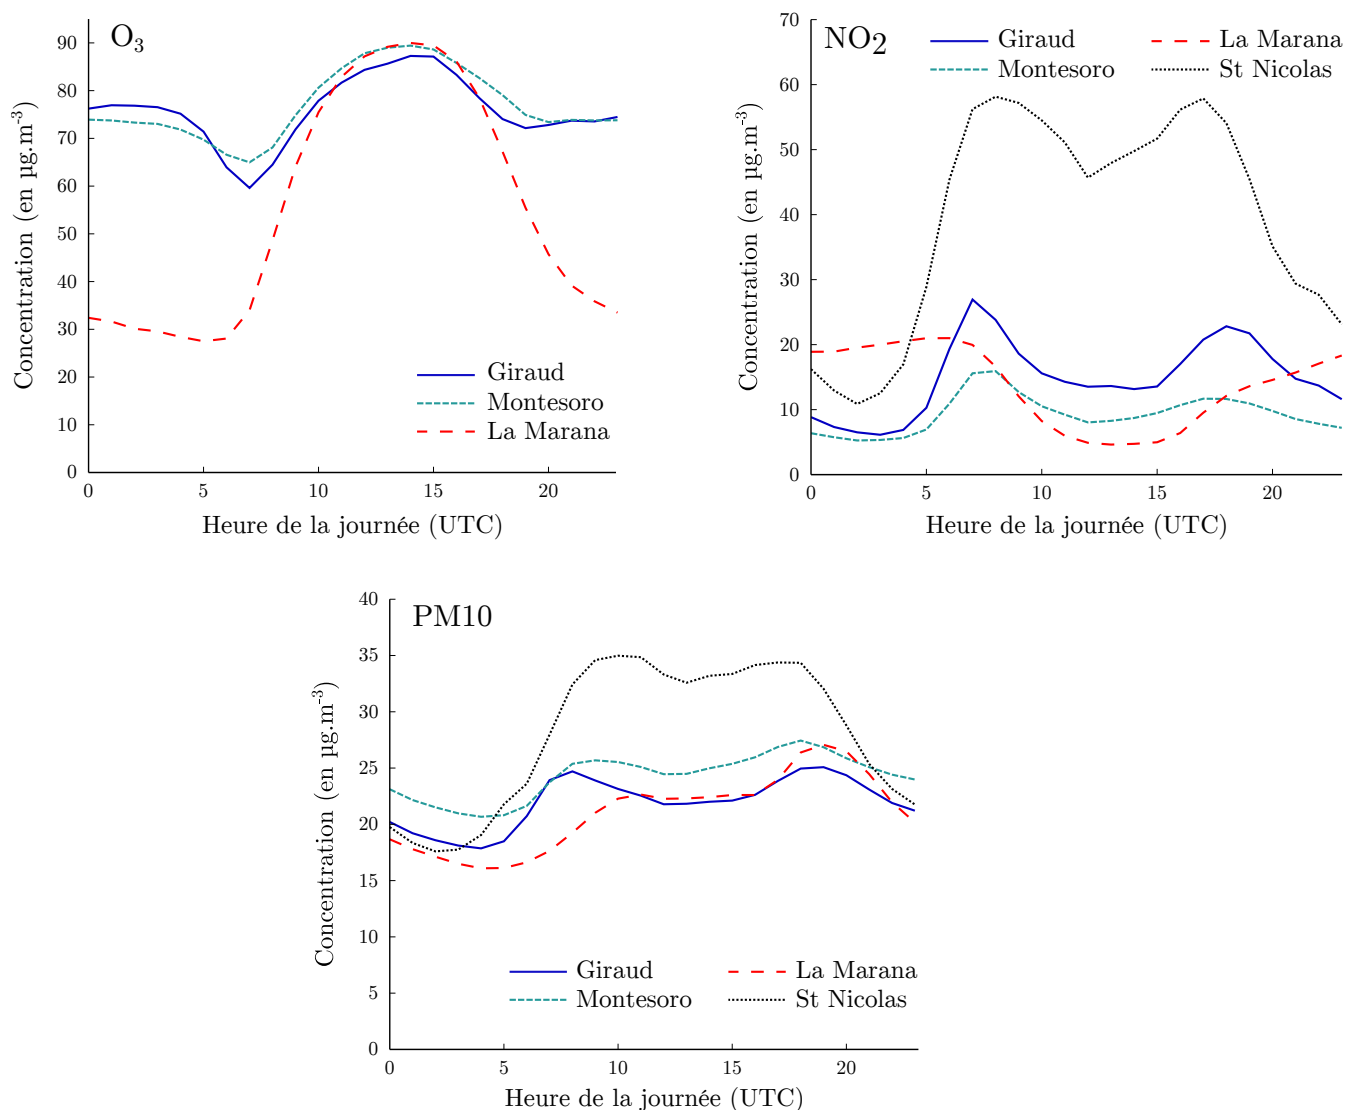 O3
Concentration (en µg.m-3)
90
80
70
60
50
40
30
20
10
0
0 5 10 15 20
Heure de la journée (UTC)
Giraud
Montesoro
La Marana
NO2
Concentration (en µg.m-3)
70
60
50
40
30
20
10
0
0 5 10 15 20
Heure de la journée (UTC)
Giraud La Marana
Montesoro St Nicolas
PM10
Concentration (en µg.m-3)
40
35
30
25
20
15
10
5
0
0 5 10 15 20
Heure de la journée (UTC)
Giraud La Marana
Montesoro St Nicolas